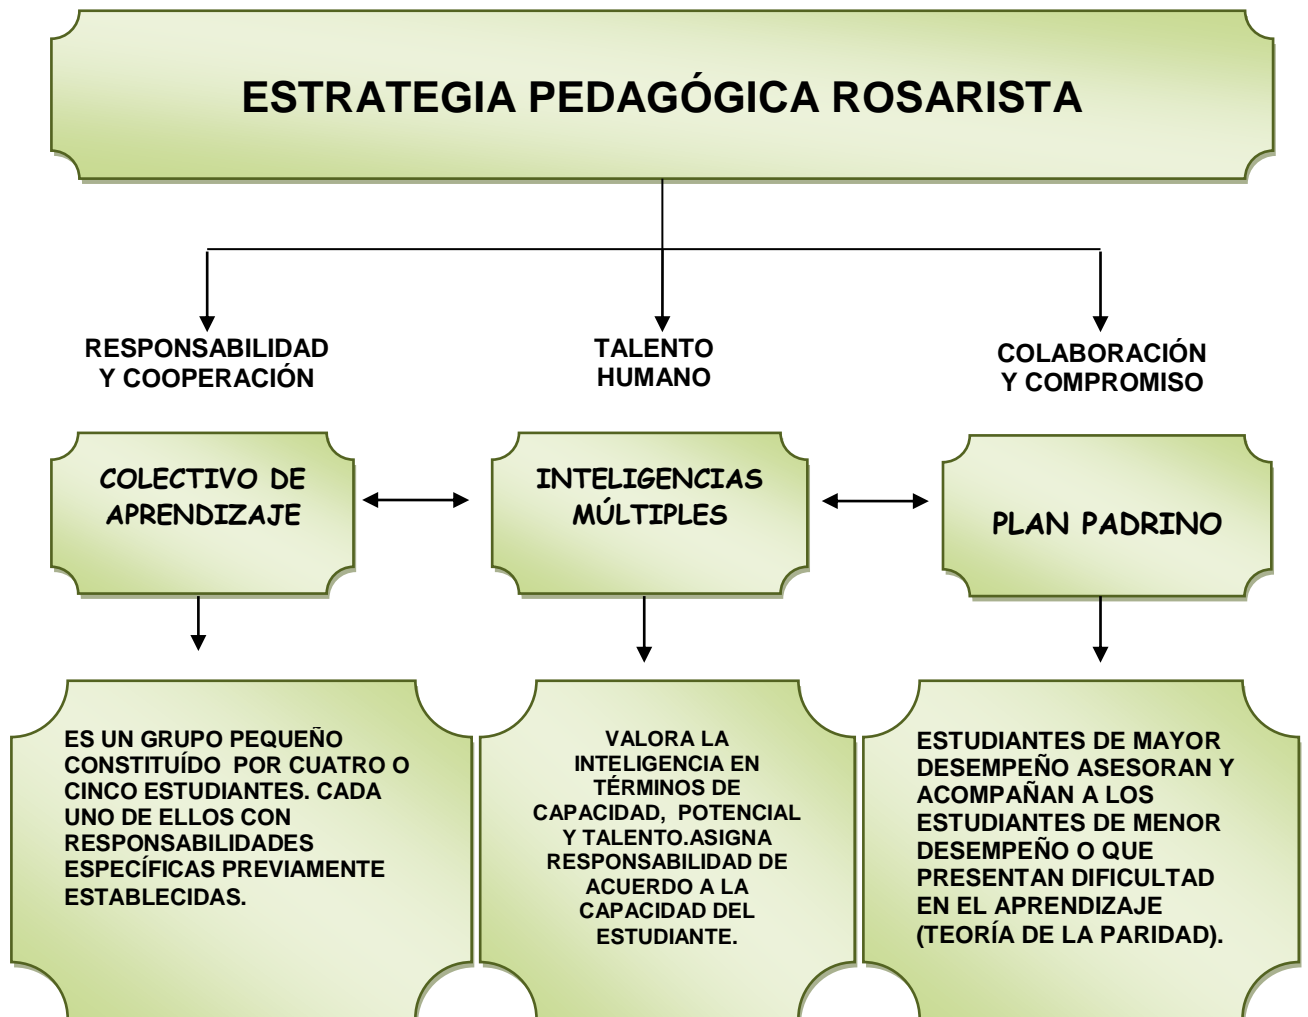 ESTRATEGIA PEDAGÓGICA ROSARISTA
RESPONSABILIDAD
Y COOPERACIÓN
TALENTO
HUMANO
COLABORACIÓN
Y COMPROMISO
COLECTIVO DE
APRENDIZAJE
INTELIGENCIAS
MÚLTIPLES
PLAN PADRINO
ES UN GRUPO PEQUEÑO
CONSTITUÍDO POR CUATRO O
CINCO ESTUDIANTES. CADA
UNO DE ELLOS CON
RESPONSABILIDADES
ESPECÍFICAS PREVIAMENTE
ESTABLECIDAS.
VALORA LA
INTELIGENCIA EN
TÉRMINOS DE
CAPACIDAD, POTENCIAL
Y TALENTO.ASIGNA
RESPONSABILIDAD DE
ACUERDO A LA
CAPACIDAD DEL
ESTUDIANTE.
ESTUDIANTES DE MAYOR
DESEMPEÑO ASESORAN Y
ACOMPAÑAN A LOS
ESTUDIANTES DE MENOR
DESEMPEÑO O QUE
PRESENTAN DIFICULTAD
EN EL APRENDIZAJE
(TEORÍA DE LA PARIDAD).